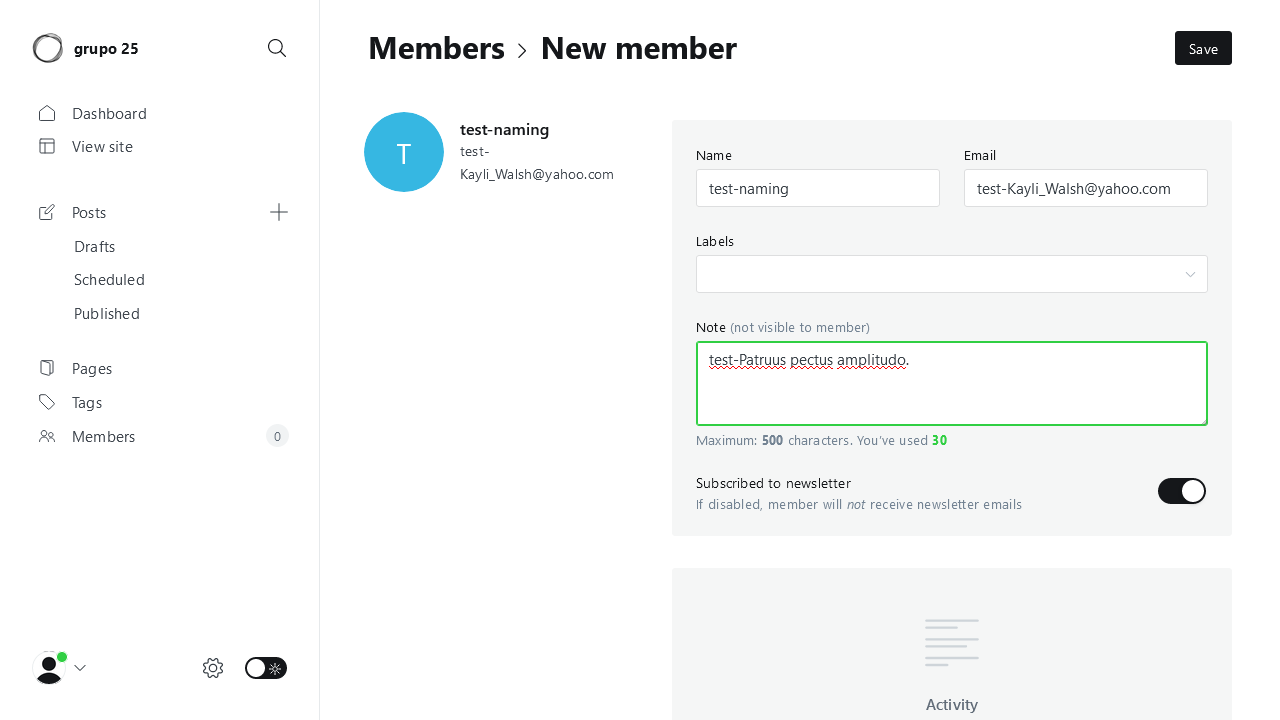 grupo 25
Dashboard
View site
Posts
Drafts
Scheduled
Published
Pages
Tags
Members
0
Members
New member
Save
T
test-naming
test-
Kayli_Walsh@yahoo.com
Name
Email
test-naming
test-Kayli_Walsh@yahoo.com
Labels
Note (not visible to member)
test-Patruus pectus amplitudo.
Maximum: 500 characters. You've used 30
Subscribed to newsletter
If disabled, member will not receive newsletter emails
Activity